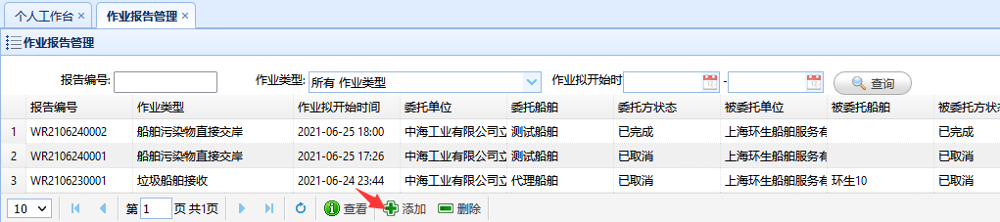 个人工作台 × 作业报告管理 ×
作业报告管理
报告编号: 作业类型: 所有 作业类型 作业拟开始时 - 查询
报告编号 作业类型 作业拟开始时间 委托单位 委托船舶 委托方状态 被委托单位 被委托船舶 被委托方状态
1 WR2106240002 船舶污染物直接交岸 2021-06-25 18:00 中海工业有限公司立 测试船舶 已完成 上海环生船舶服务有 已完成
2 WR2106240001 船舶污染物直接交岸 2021-06-25 17:26 中海工业有限公司立 测试船舶 已取消 上海环生船舶服务有 已取消
3 WR2106230001 垃圾船舶接收 2021-06-24 23:44 中海工业有限公司立 代理船舶 已取消 上海环生船舶服务有 环生10 已取消
10 第 1 页 共1页 查看 添加 删除